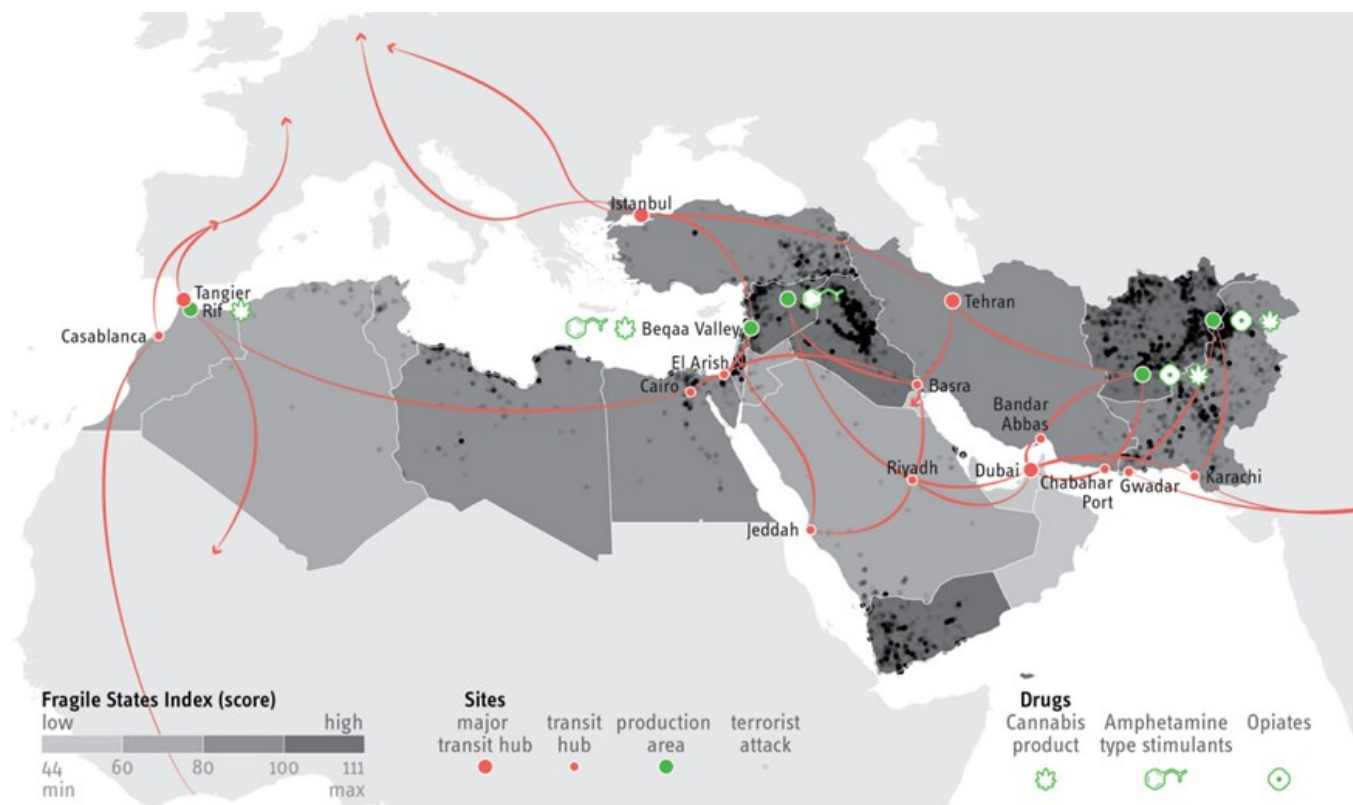 Istanbul
Tangier
Rif
Casablanca
Tehran
Beqaa Valley
El Arish
Cairo
Basra
Bandar
Abbas
Riyadh
Dubai
Chabahar
Port
Gwadar
Karachi
Jeddah
Fragile States Index (score)
low high
44 60 80 100 111
min max
Sites
major
transit hub
transit
hub
production
area
terrorist
attack
Drugs
Cannabis
product
Amphetamine
type stimulants
Opiates